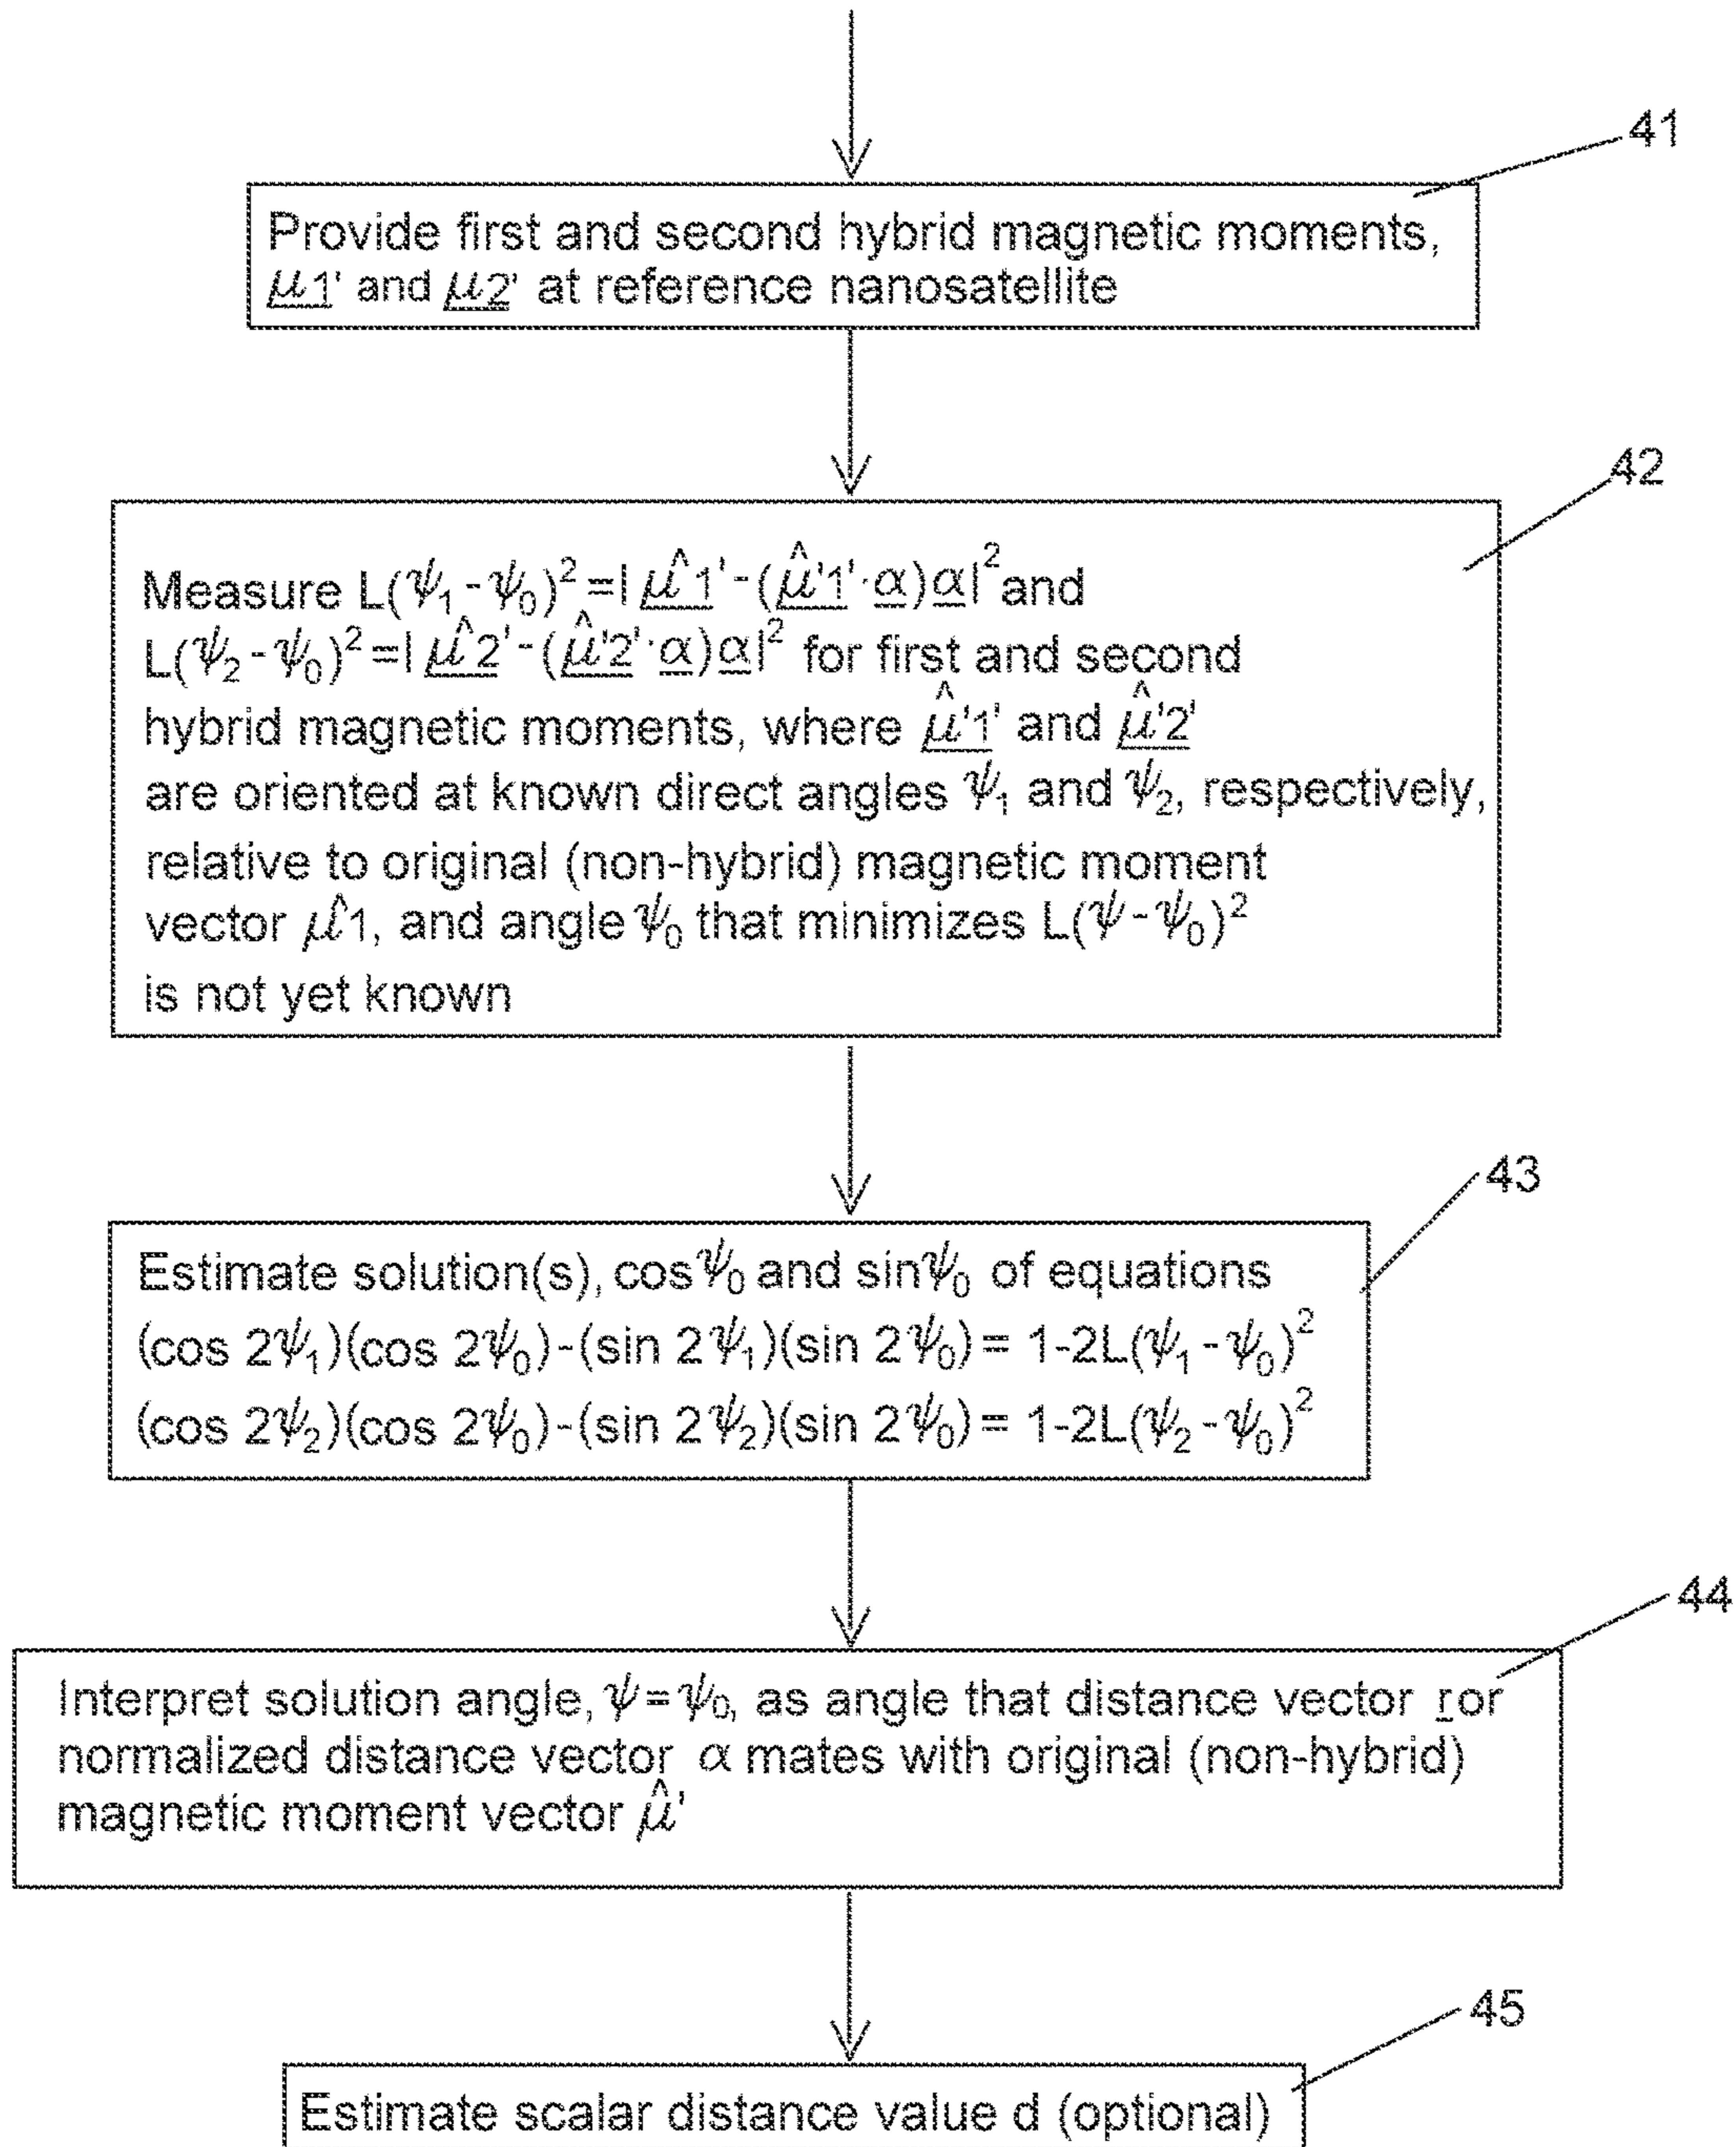 41
Provide first and second hybrid magnetic moments,
μ1' and μ2' at reference nanosatellite
42
Measure L(ψ₁-ψ₀)²=|μ̂1'-(μ̂'1'·α)α|² and
L(ψ₂-ψ₀)²=|μ̂2'-(μ̂'2'·α)α|² for first and second
hybrid magnetic moments, where μ̂'1' and μ̂'2'
are oriented at known direct angles ψ₁ and ψ₂, respectively,
relative to original (non-hybrid) magnetic moment
vector μ̂1, and angle ψ₀ that minimizes L(ψ-ψ₀)²
is not yet known
43
Estimate solution(s), cosψ₀ and sinψ₀ of equations
(cos 2ψ₁)(cos 2ψ₀)-(sin 2ψ₁)(sin 2ψ₀) = 1-2L(ψ₁-ψ₀)²
(cos 2ψ₂)(cos 2ψ₀)-(sin 2ψ₂)(sin 2ψ₀) = 1-2L(ψ₂-ψ₀)²
44
Interpret solution angle, ψ=ψ₀, as angle that distance vector r or
normalized distance vector α mates with original (non-hybrid)
magnetic moment vector μ̂'
45
Estimate scalar distance value d (optional)